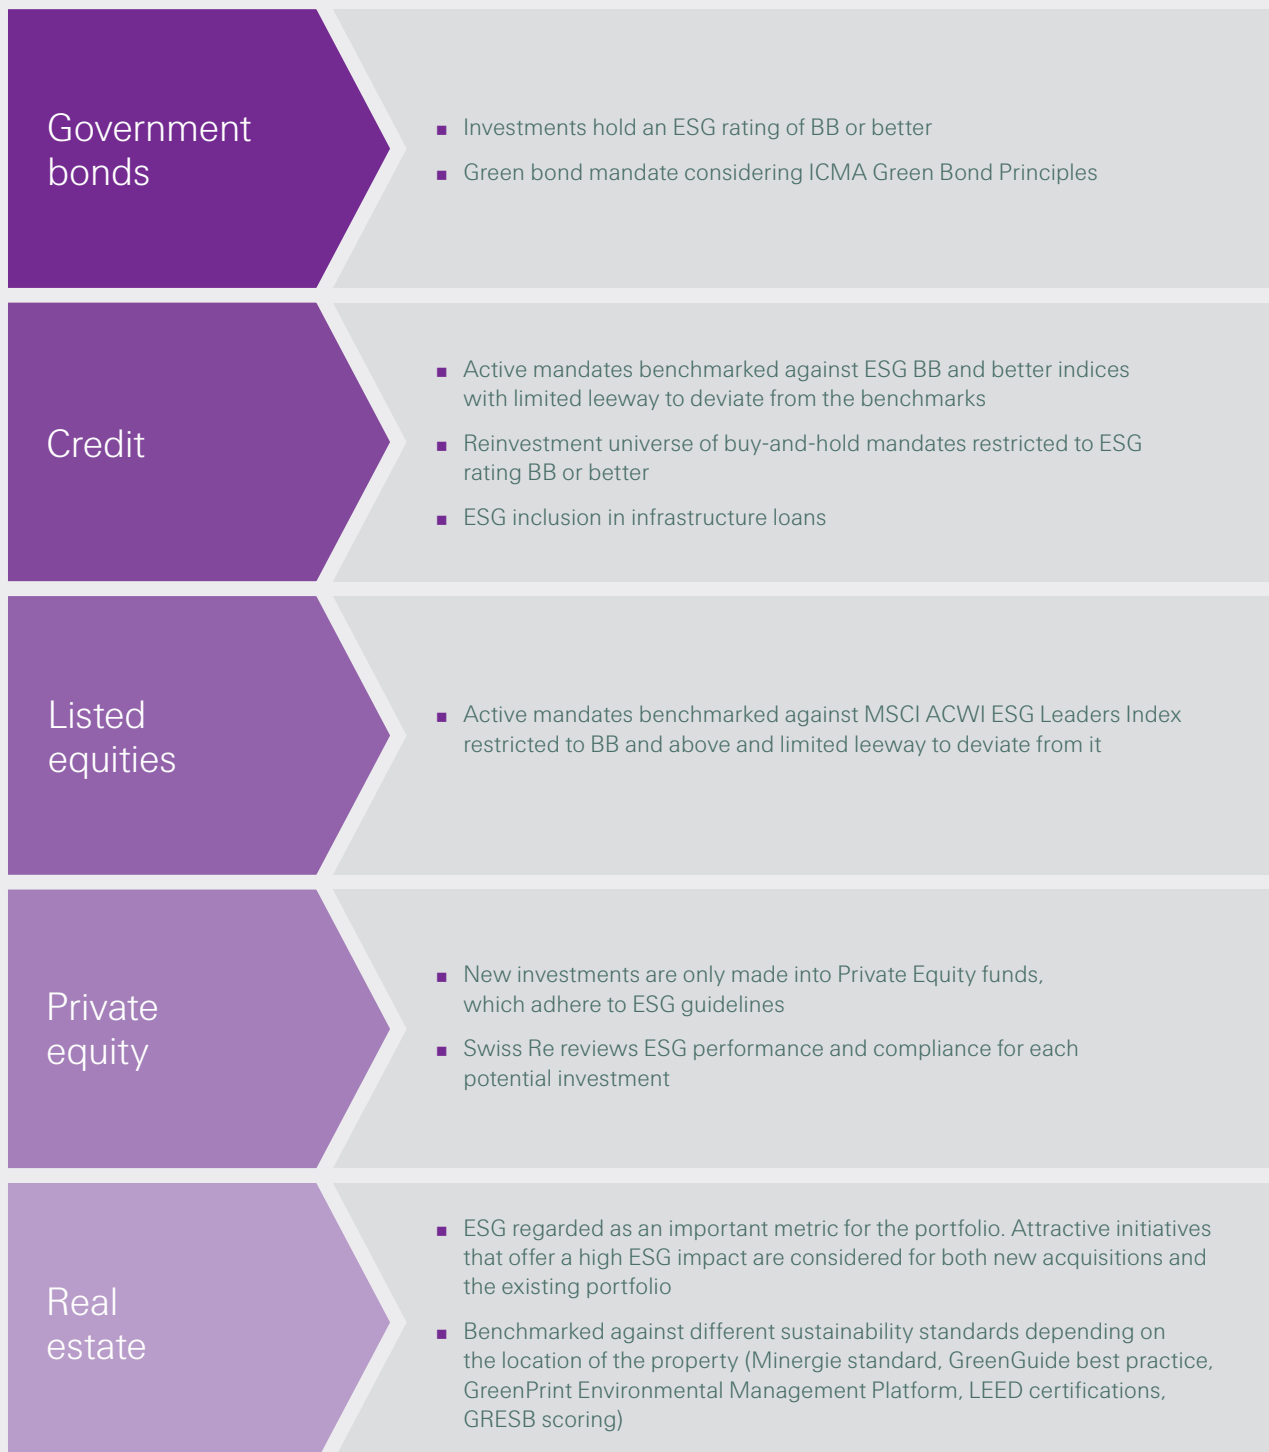 Government
bonds
■ Investments hold an ESG rating of BB or better
■ Green bond mandate considering ICMA Green Bond Principles
Credit
■ Active mandates benchmarked against ESG BB and better indices
with limited leeway to deviate from the benchmarks
■ Reinvestment universe of buy-and-hold mandates restricted to ESG
rating BB or better
■ ESG inclusion in infrastructure loans
Listed
equities
■ Active mandates benchmarked against MSCI ACWI ESG Leaders Index
restricted to BB and above and limited leeway to deviate from it
Private
equity
■ New investments are only made into Private Equity funds,
which adhere to ESG guidelines
■ Swiss Re reviews ESG performance and compliance for each
potential investment
Real
estate
■ ESG regarded as an important metric for the portfolio. Attractive initiatives
that offer a high ESG impact are considered for both new acquisitions and
the existing portfolio
■ Benchmarked against different sustainability standards depending on
the location of the property (Minergie standard, GreenGuide best practice,
GreenPrint Environmental Management Platform, LEED certifications,
GRESB scoring)